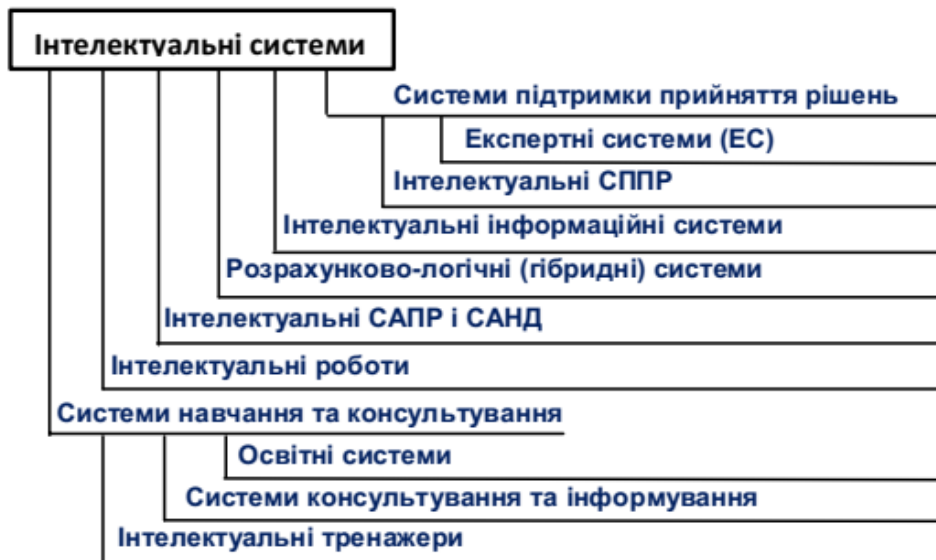 Інтелектуальні системи
Системи підтримки прийняття рішень
Експертні системи (ЕС)
Інтелектуальні СППР
Інтелектуальні інформаційні системи
Розрахунково-логічні (гібридні) системи
Інтелектуальні САПР і САНД
Інтелектуальні роботи
Системи навчання та консультування
Освітні системи
Системи консультування та інформування
Інтелектуальні тренажери